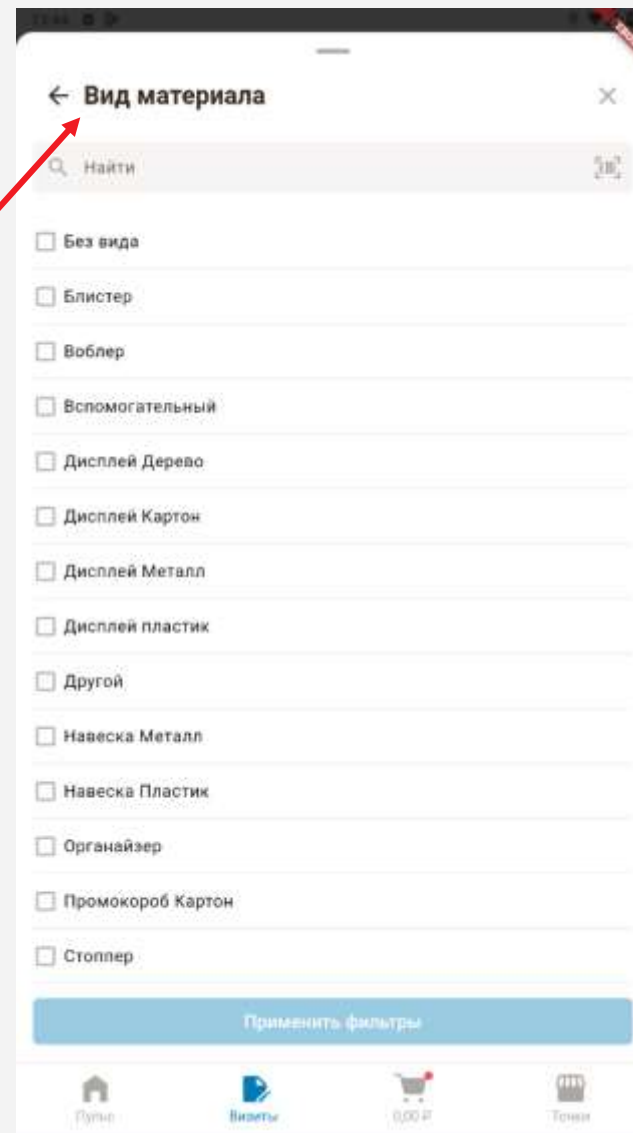 Вид материала
Найти
Без вида
Блистер
Воблер
Вспомогательный
Дисплей Дерево
Дисплей Картон
Дисплей Металл
Дисплей пластик
Другой
Навеска Металл
Навеска Пластик
Органайзер
Промокороб Картон
Стоппер
Применить фильтры
Пульс
Визиты
0,00 ₽
Точки